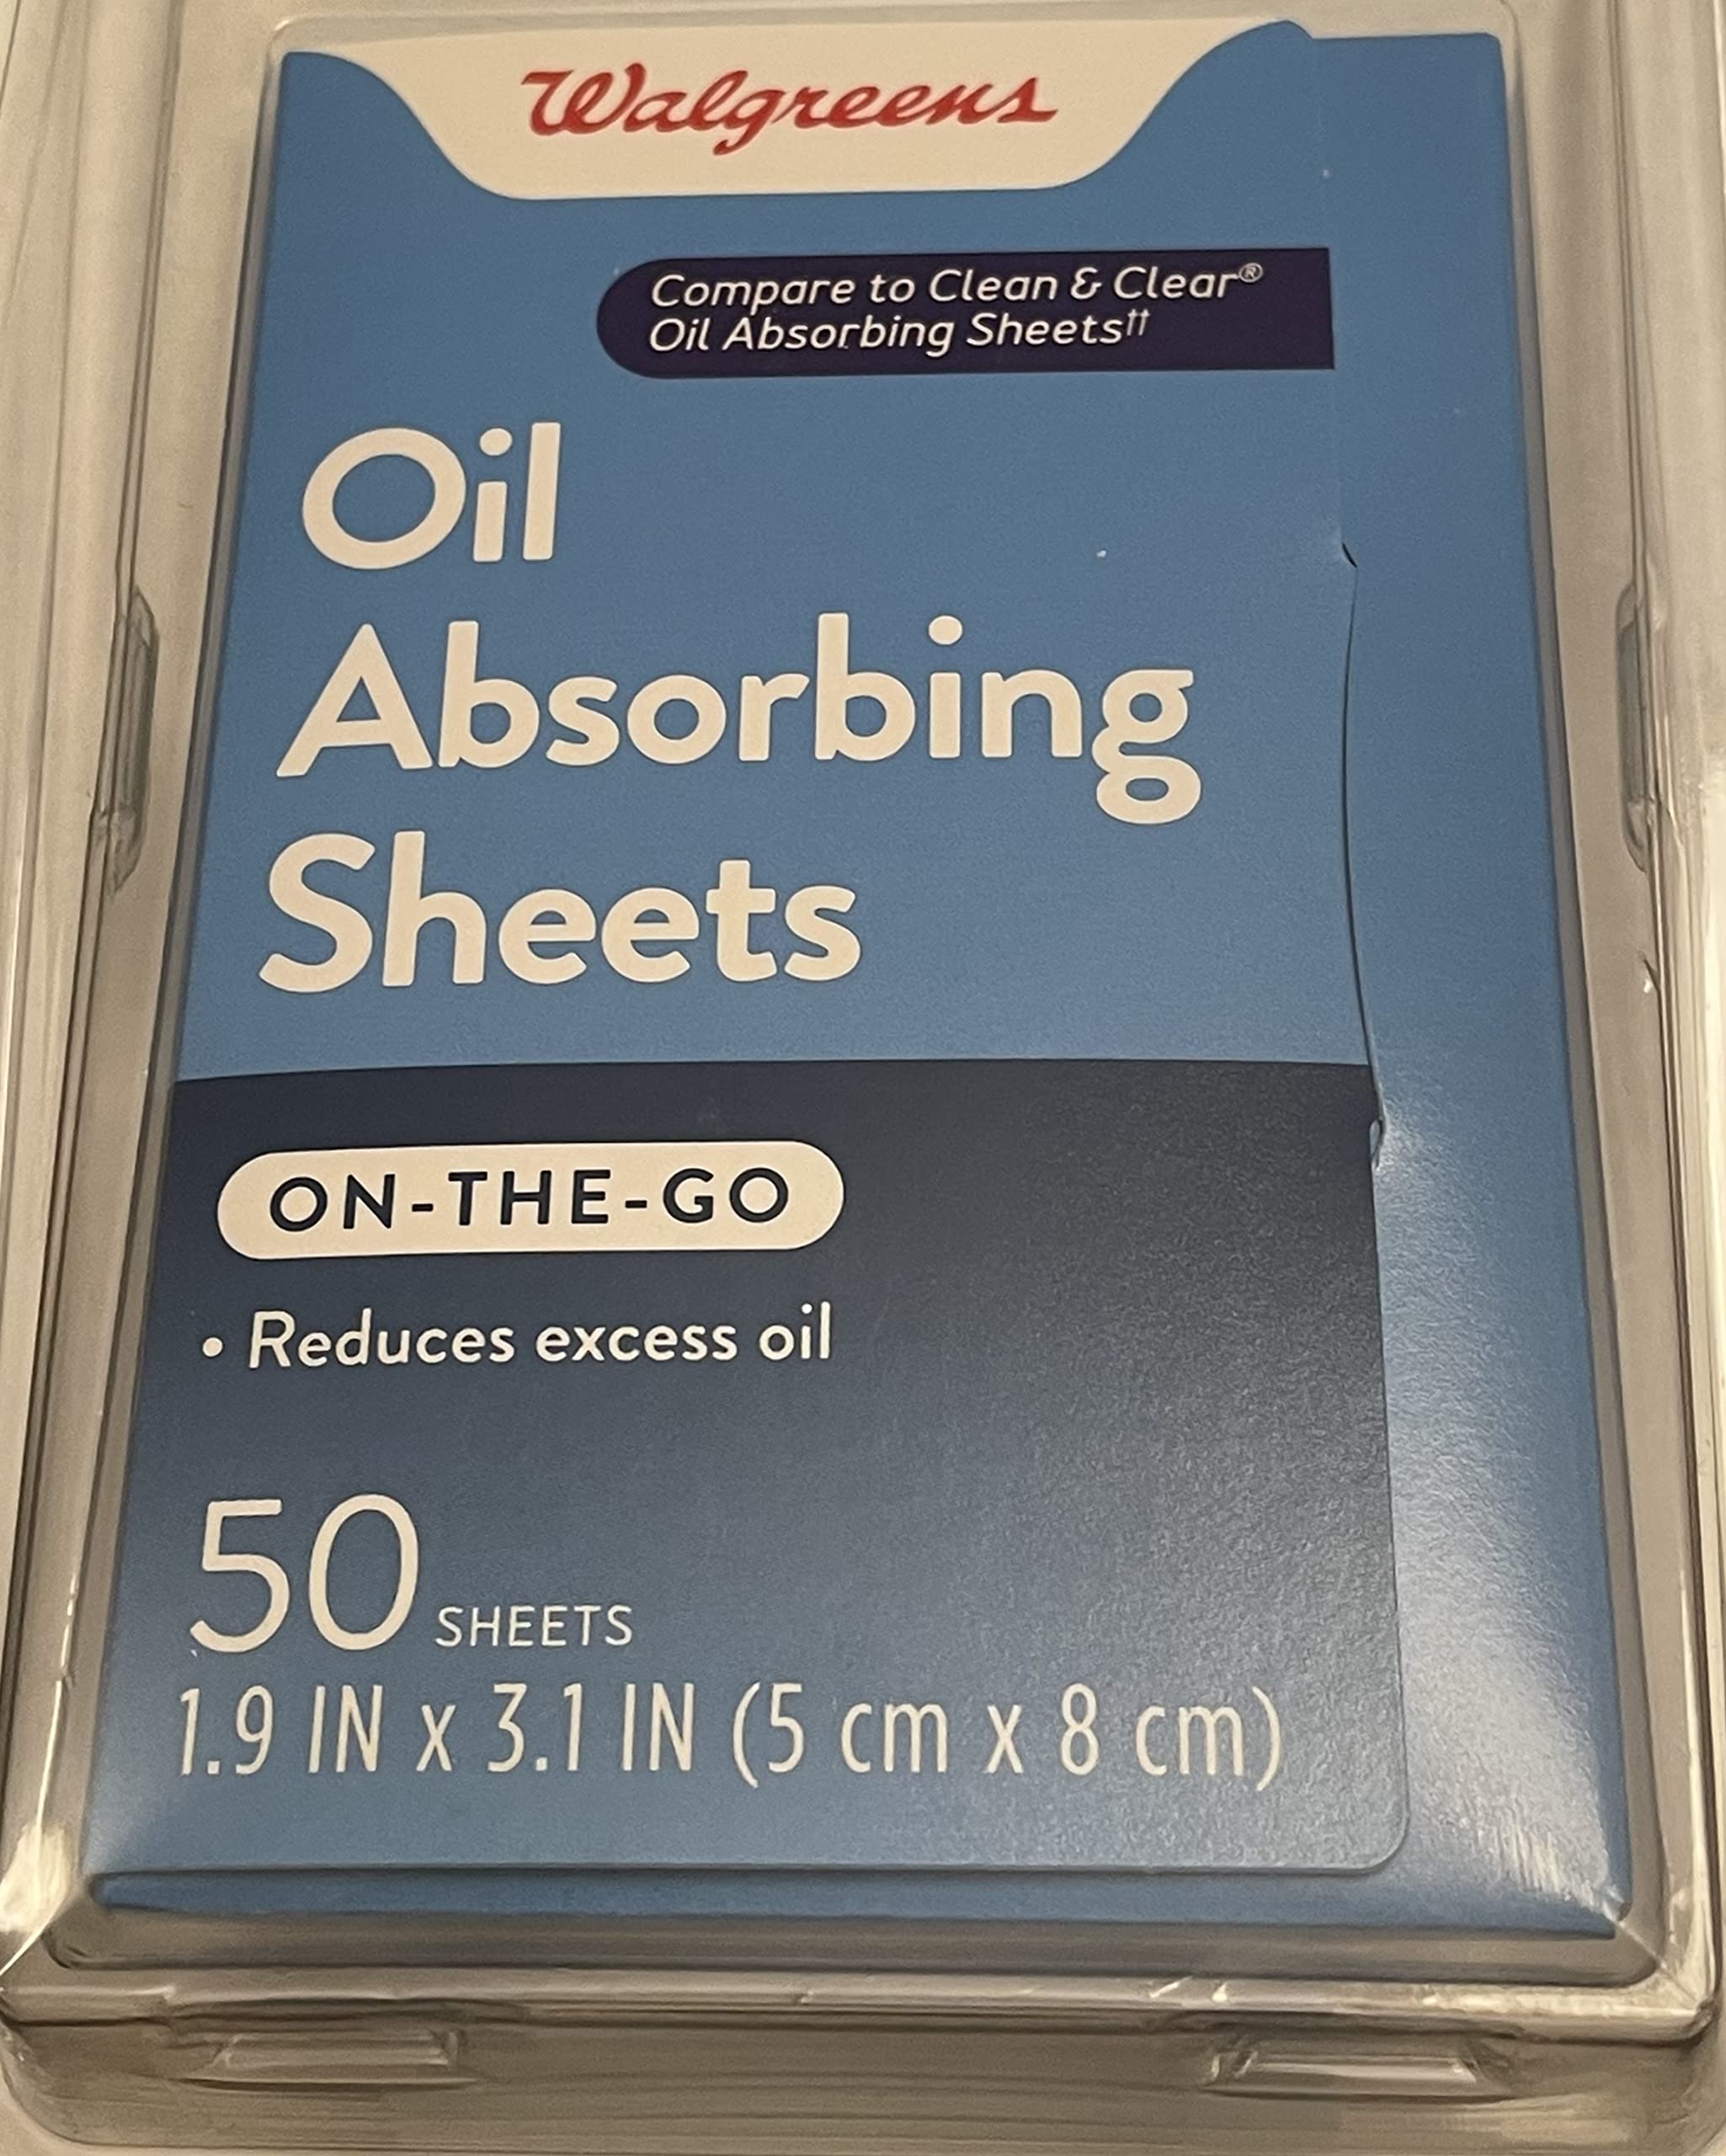 Walgreens
Compare to Clean & Clear®
Oil Absorbing Sheets††
Oil
Absorbing
Sheets
ON-THE-GO
• Reduces excess oil
50 SHEETS
1.9 IN x 3.1 IN (5 cm x 8 cm)